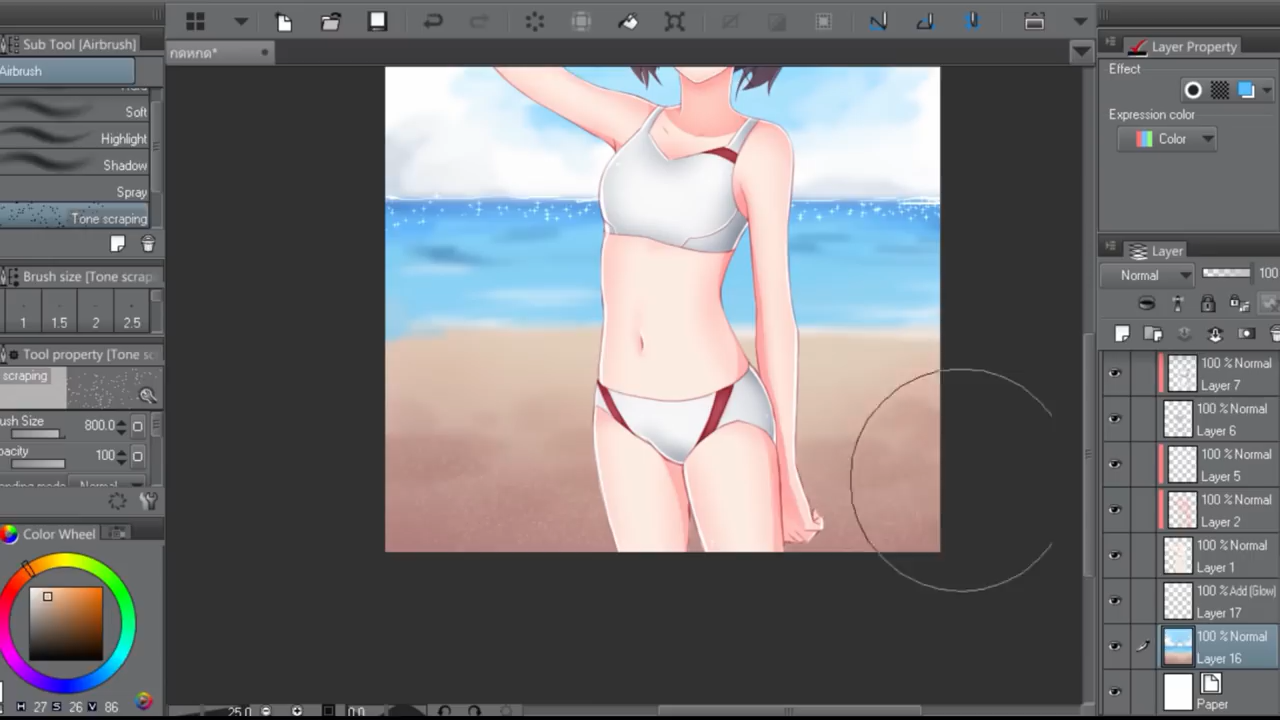 Sub Tool [Airbrush]
Airbrush
Soft
Highlight
Shadow
Spray
Tone scraping
Brush size [Tone scrap
1 1.5 2 2.5
Tool property [Tone sc
scraping
800.0
100
Normal
Color Wheel
H 27 S 26 V 86
กดหกด*
25.0
0.0
Layer Property
Effect
Expression color
Color
Layer
Normal
100
100 % Normal
Layer 7
100 % Normal
Layer 6
100 % Normal
Layer 5
100 % Normal
Layer 2
100 % Normal
Layer 1
100 % Add (Glow)
Layer 17
100 % Normal
Layer 16
Paper